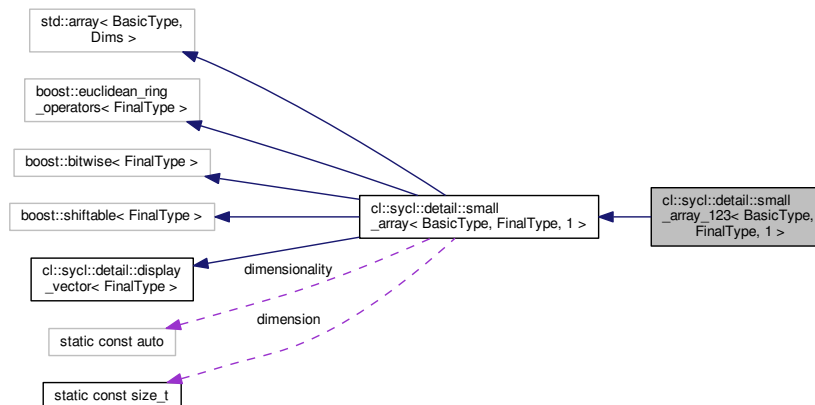 std::array< BasicType,
Dims >
boost::euclidean_ring
_operators< FinalType >
boost::bitwise< FinalType >
boost::shiftable< FinalType >
cl::sycl::detail::display
_vector< FinalType >
static const auto
static const size_t
dimensionality
dimension
cl::sycl::detail::small
_array< BasicType, FinalType, 1 >
cl::sycl::detail::small
_array_123< BasicType,
FinalType, 1 >